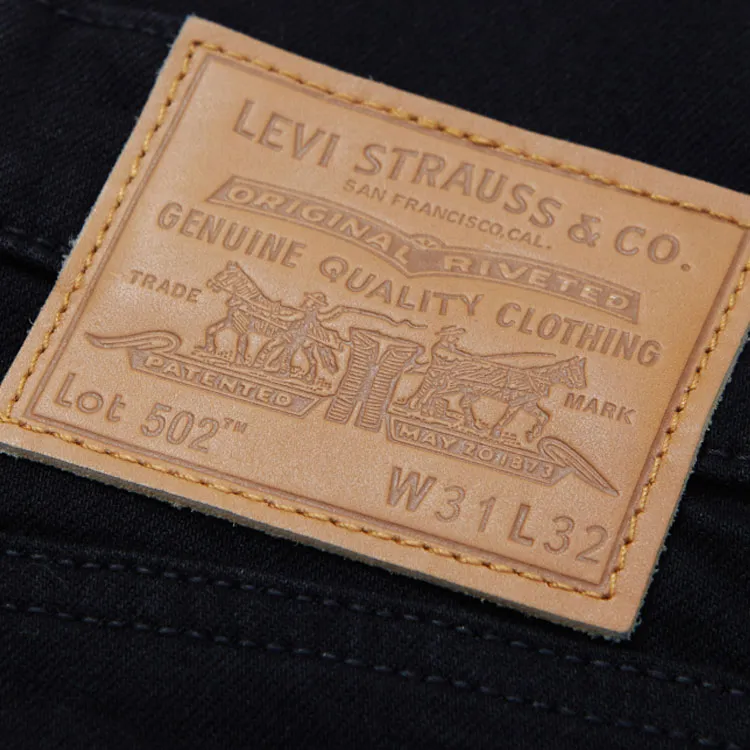 LEVI STRAUSS & CO.
SAN FRANCISCO, CAL.
ORIGINAL RIVETED
GENUINE QUALITY CLOTHING
TRADE MARK
PATENTED MAY 20 1873
Lot 502™
W31 L32